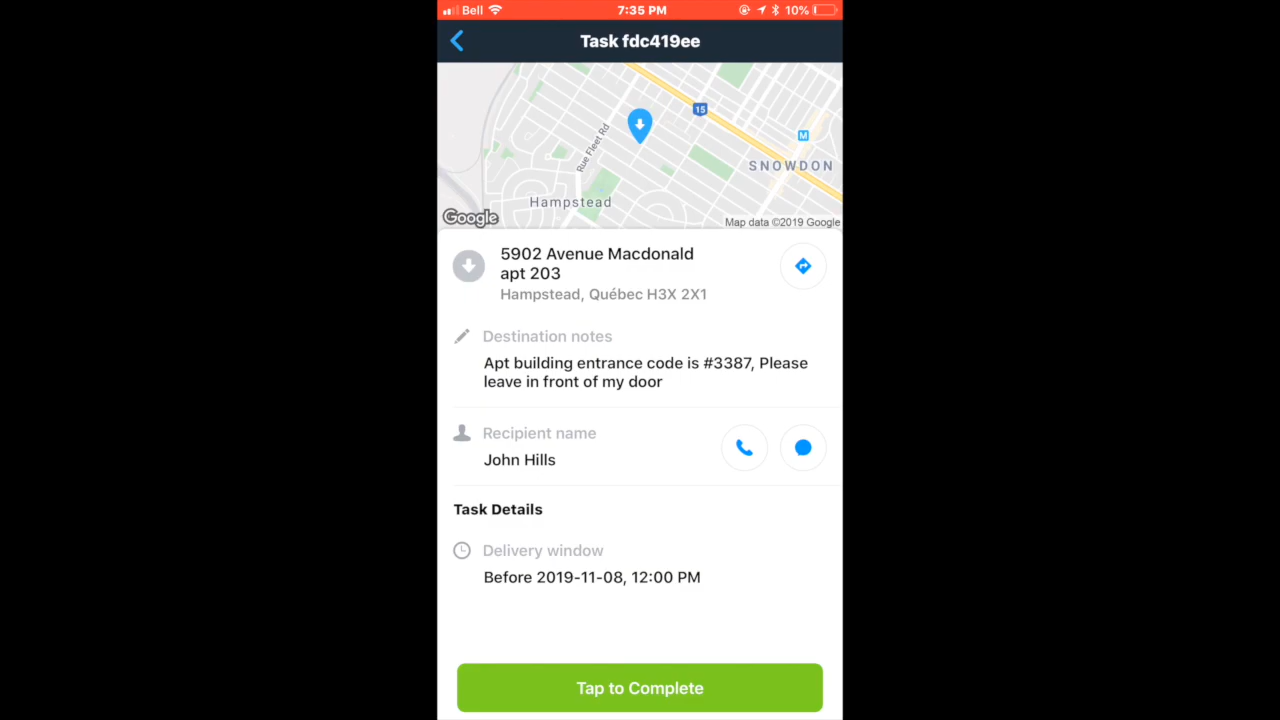 Bell 7:35 PM 10%
Task fdc419ee
15
Rue Fleet Rd
M
SNOWDON
Hampstead
Google
Map data ©2019 Google
5902 Avenue Macdonald
apt 203
Hampstead, Québec H3X 2X1
Destination notes
Apt building entrance code is #3387, Please
leave in front of my door
Recipient name
John Hills
Task Details
Delivery window
Before 2019-11-08, 12:00 PM
Tap to Complete